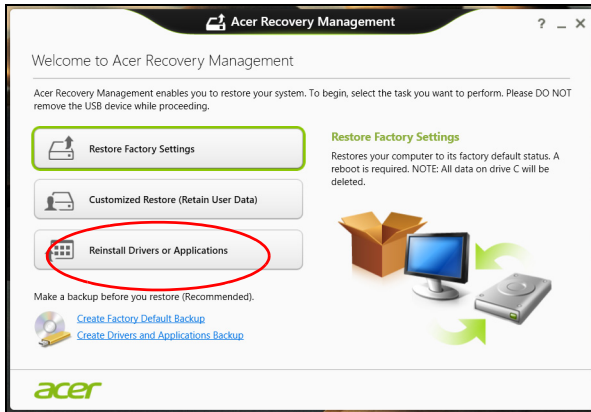 Acer Recovery Management
? _ X
Welcome to Acer Recovery Management
Acer Recovery Management enables you to restore your system. To begin, select the task you want to perform. Please DO NOT
remove the USB device while proceeding.
Restore Factory Settings
Customized Restore (Retain User Data)
Reinstall Drivers or Applications
Make a backup before you restore (Recommended).
Create Factory Default Backup
Create Drivers and Applications Backup
Restore Factory Settings
Restores your computer to its factory default status. A
reboot is required. NOTE: All data on drive C will be
deleted.
acer